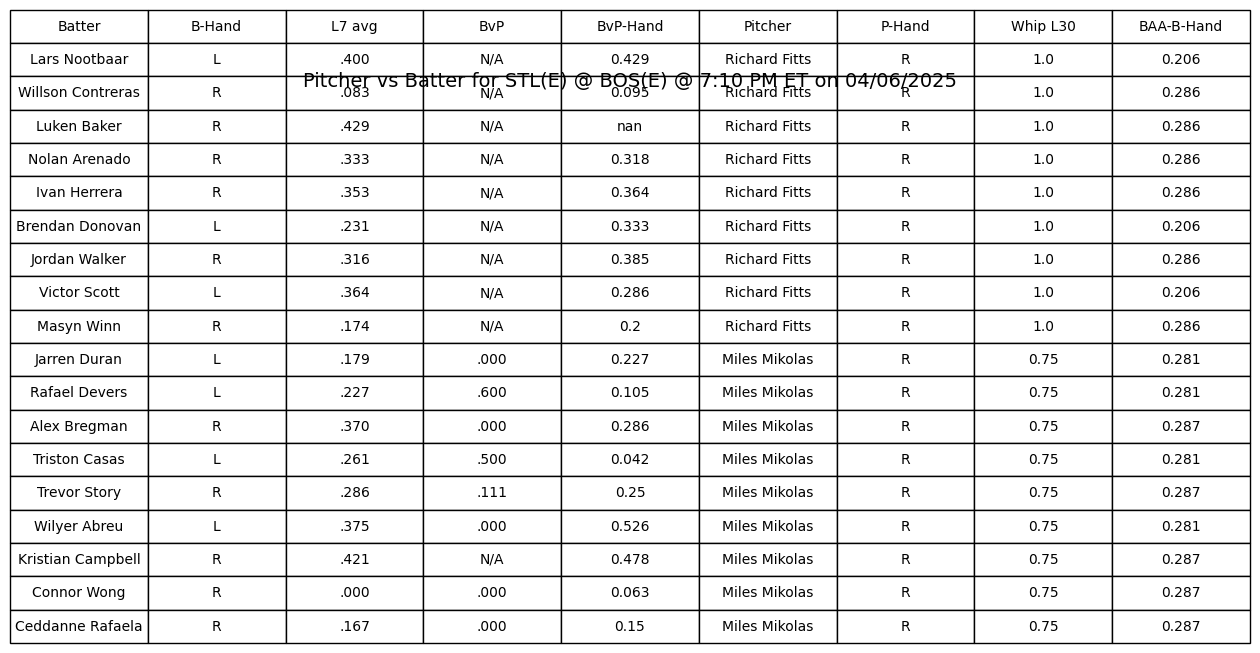 Batter B-Hand L7 avg BvP BvP-Hand Pitcher P-Hand Whip L30 BAA-B-Hand
Lars Nootbaar L .400 N/A 0.429 Richard Fitts R 1.0 0.206
Pitcher vs Batter for STL(E) @ BOS(E) @ 7:10 PM ET on 04/06/2025
Willson Contreras R .083 N/A 0.095 Richard Fitts R 1.0 0.286
Luken Baker R .429 N/A nan Richard Fitts R 1.0 0.286
Nolan Arenado R .333 N/A 0.318 Richard Fitts R 1.0 0.286
Ivan Herrera R .353 N/A 0.364 Richard Fitts R 1.0 0.286
Brendan Donovan L .231 N/A 0.333 Richard Fitts R 1.0 0.206
Jordan Walker R .316 N/A 0.385 Richard Fitts R 1.0 0.286
Victor Scott L .364 N/A 0.286 Richard Fitts R 1.0 0.206
Masyn Winn R .174 N/A 0.2 Richard Fitts R 1.0 0.286
Jarren Duran L .179 .000 0.227 Miles Mikolas R 0.75 0.281
Rafael Devers L .227 .600 0.105 Miles Mikolas R 0.75 0.281
Alex Bregman R .370 .000 0.286 Miles Mikolas R 0.75 0.287
Triston Casas L .261 .500 0.042 Miles Mikolas R 0.75 0.281
Trevor Story R .286 .111 0.25 Miles Mikolas R 0.75 0.287
Wilyer Abreu L .375 .000 0.526 Miles Mikolas R 0.75 0.281
Kristian Campbell R .421 N/A 0.478 Miles Mikolas R 0.75 0.287
Connor Wong R .000 .000 0.063 Miles Mikolas R 0.75 0.287
Ceddanne Rafaela R .167 .000 0.15 Miles Mikolas R 0.75 0.287